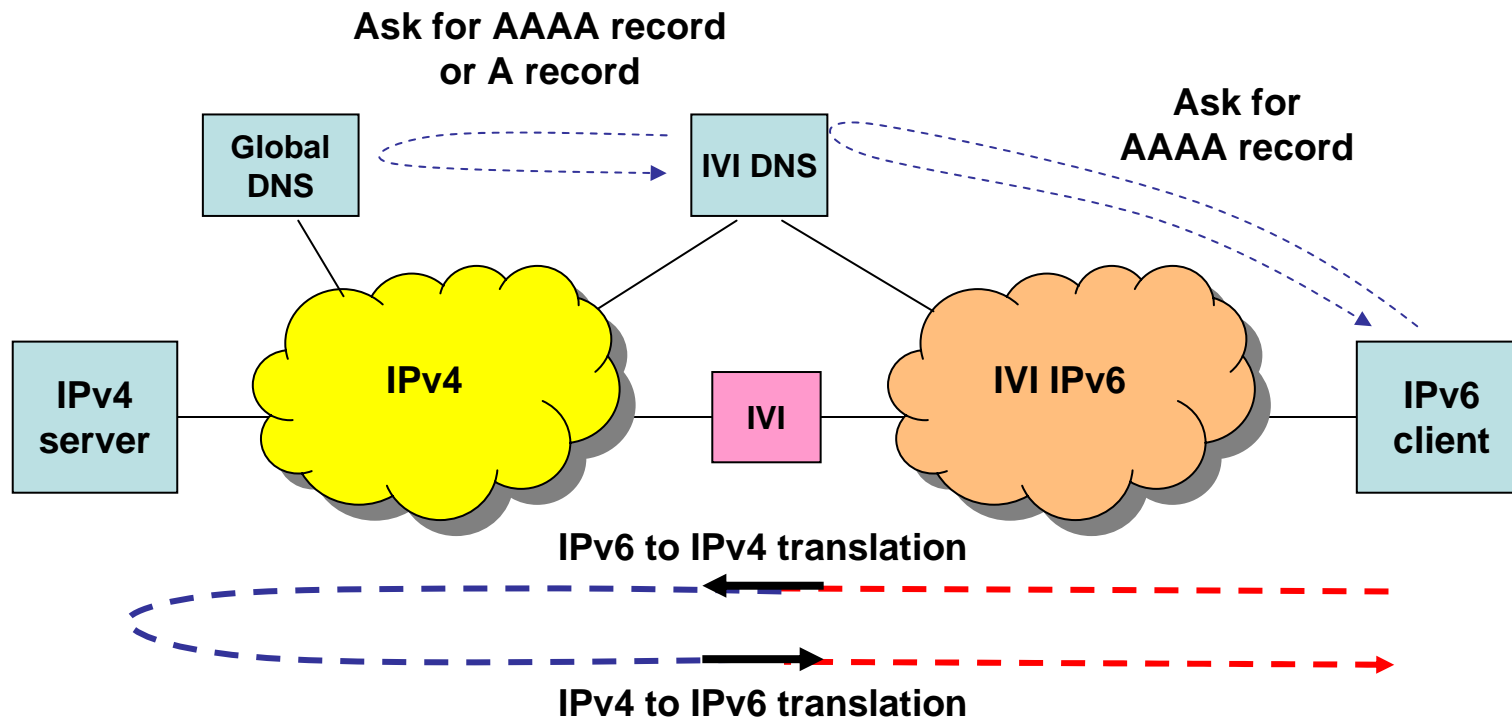 Ask for AAAA record
or A record
Ask for
AAAA record
Global
DNS
IVI DNS
IPv4
server
IPv4
IVI
IVI IPv6
IPv6
client
IPv6 to IPv4 translation
IPv4 to IPv6 translation